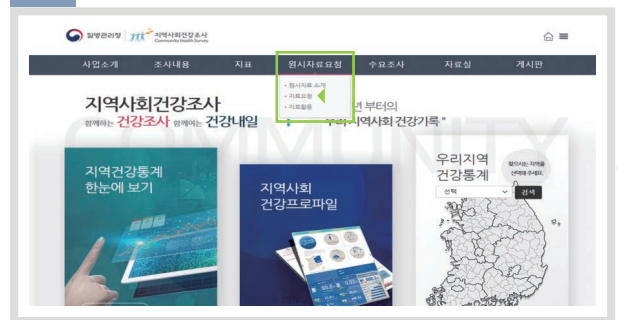 질병관리청 지역사회건강조사
Community Health Survey
사업소개 조사내용 지표 원시자료요청 수요조사 자료실 게시판
• 원시자료 소개
• 자료요청
• 자료활용
지역사회건강조사
함께하는 건강조사 함께여는 건강내일
년 부터의
우리 지역사회 건강기록 "
COMMUNITY
지역건강통계
한눈에 보기
지역사회
건강프로파일
우리지역
건강통계
찾으시는 지역을
선택해 주세요.
선택 검색